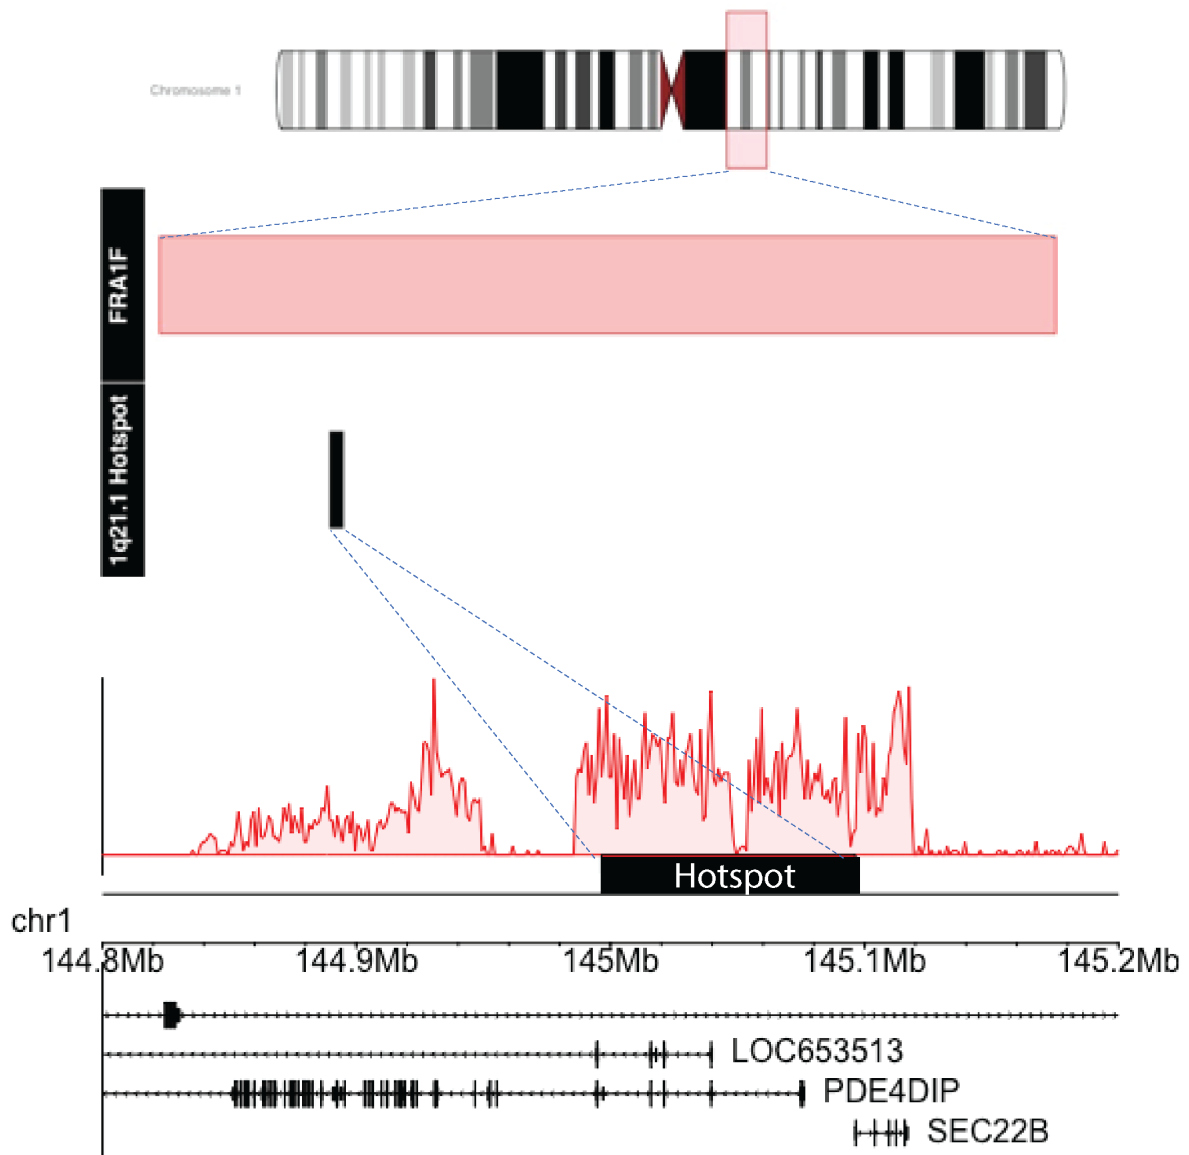 Chromosome 1
FRA1F
1q21.1 Hotspot
Hotspot
chr1
144.8Mb 144.9Mb 145Mb 145.1Mb 145.2Mb
LOC653513
PDE4DIP
SEC22B